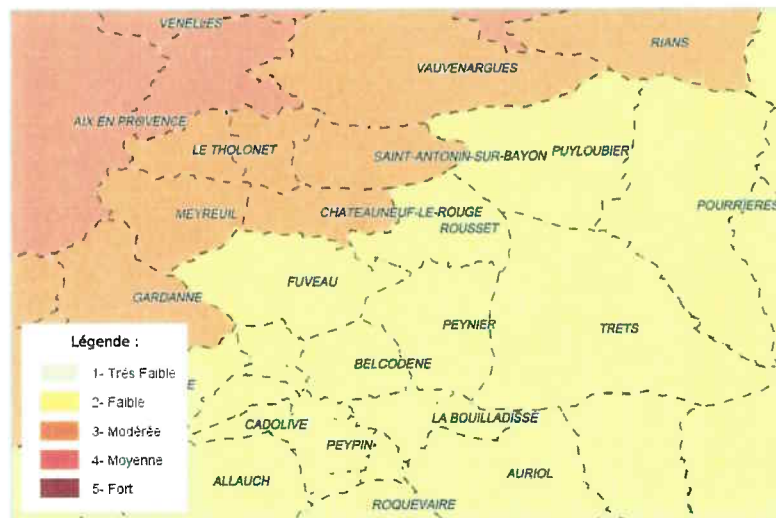 VENELLES
RIANS
VAUVENARGUES
AIX EN PROVENCE
LE THOLONET
SAINT-ANTONIN-SUR-BAYON
PUYLOUBIER
MEYREUIL
CHATEAUNEUF-LE-ROUGE
POURRIERES
ROUSSET
FUVEAU
GARDANNE
PEYNIER
TRETS
Légende :
1- Trés Faible
BELCODENE
E
2- Faible
LA BOUILLADISSE
CADOLIVE
3- Modérée
PEYPIN
4- Moyenne
ALLAUCH
AURIOL
5- Fort
ROQUEVAIRE